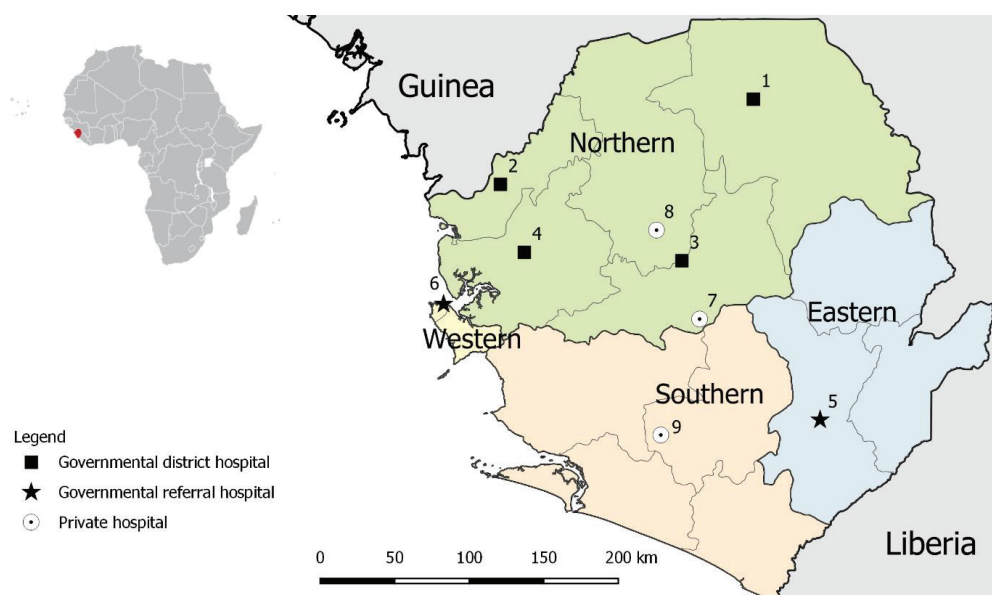 Guinea
1
Northern
2
8
4
3
6
7
Eastern
Western
Southern
5
9
Legend
Governmental district hospital
Governmental referral hospital
Private hospital
Liberia
0 50 100 150 200 km